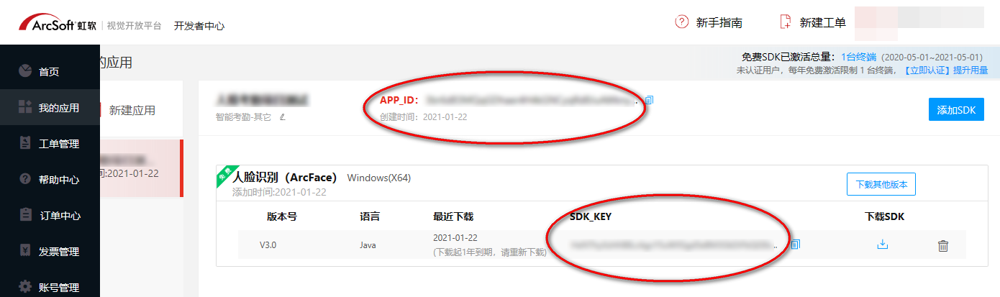 ArcSoft 虹软 视觉开放平台 开发者中心
新手指南
新建工单
的应用
免费SDK已激活总量：1台终端（2020-05-01~2021-05-01）
未认证用户，每年免费激活限制 1 台终端，【立即认证】提升用量
首页
我的应用
工单管理
帮助中心
订单中心
发票管理
账号管理
新建应用
间:2021-01-22
APP_ID：
智能考勤-其它
创建时间：2021-01-22
添加SDK
免费
人脸识别（ArcFace） Windows(X64)
添加时间:2021-01-22
下载其他版本
版本号 语言 最近下载 SDK_KEY 下载SDK
V3.0 Java 2021-01-22
(下载起1年到期，请重新下载)